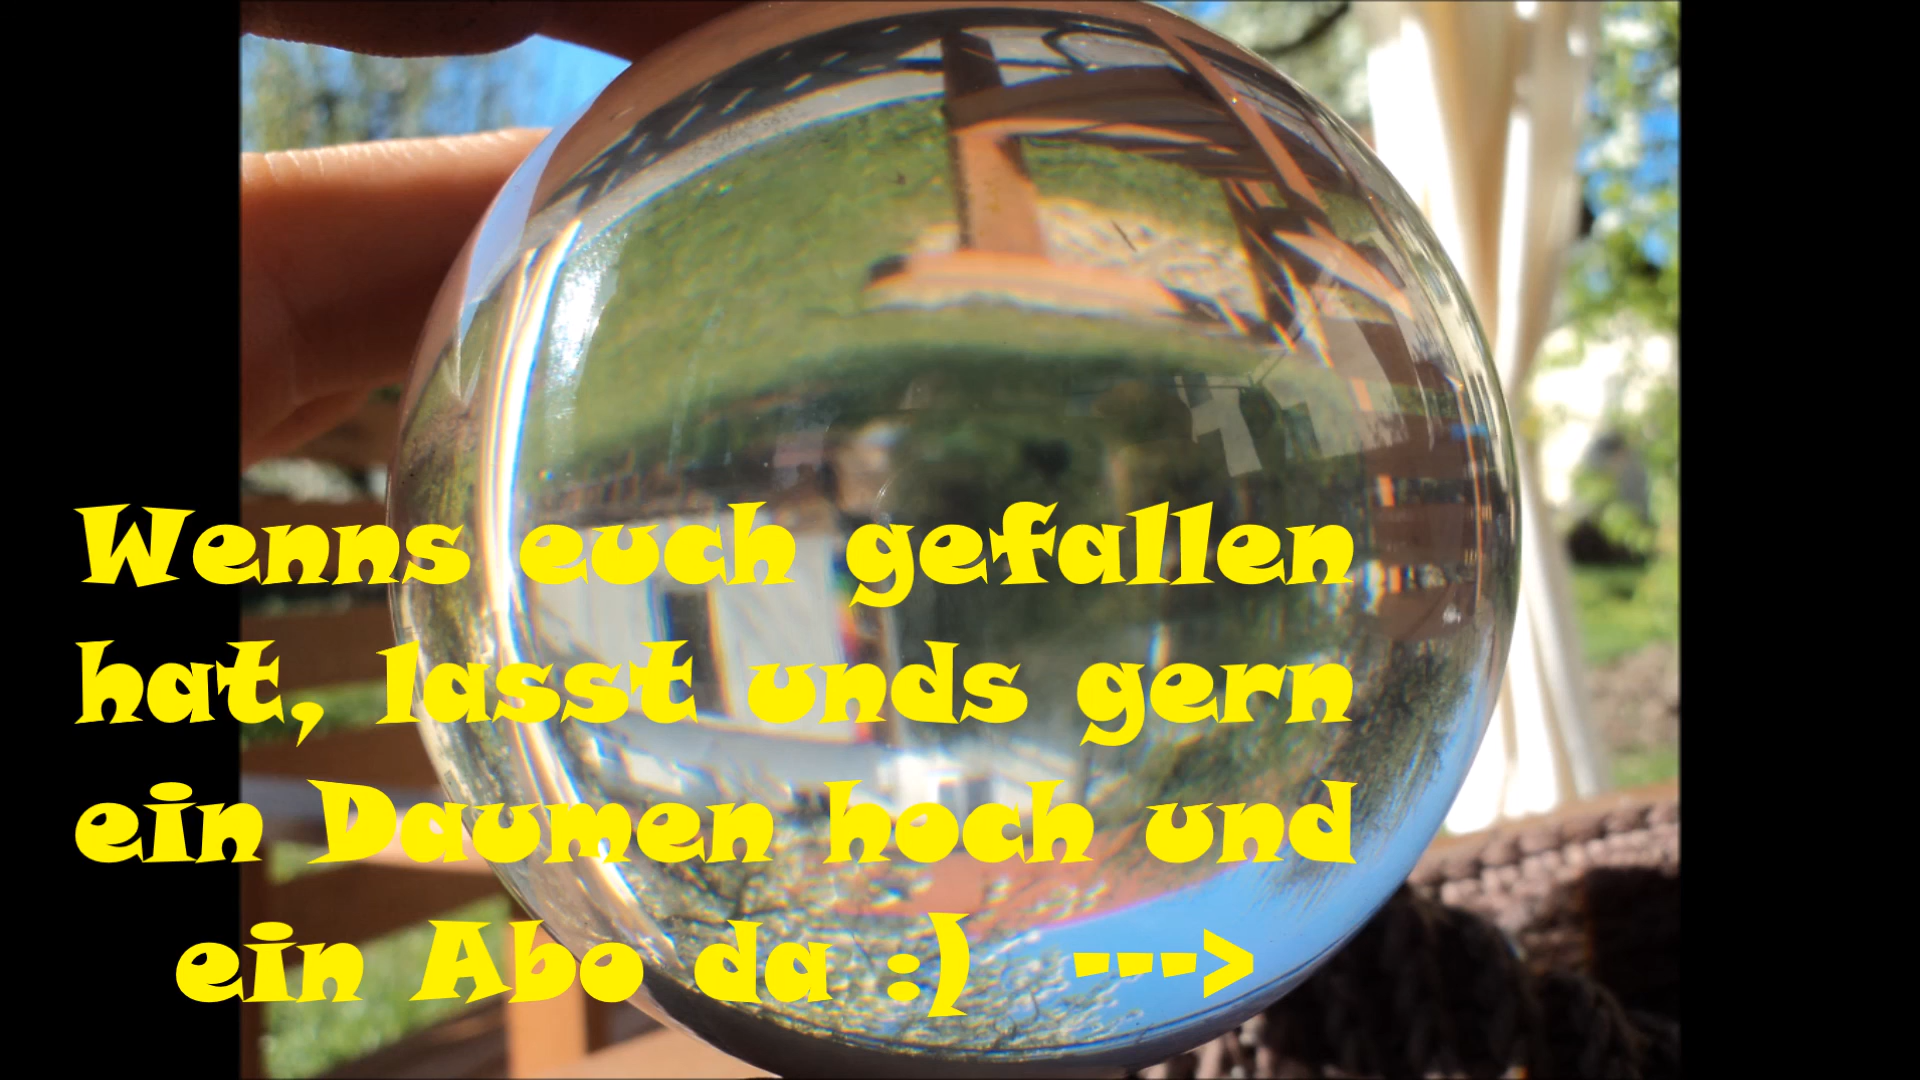 Wenns euch gefallen
hat, lasst unds gern
ein Daumen hoch und
ein Abo da :) --->